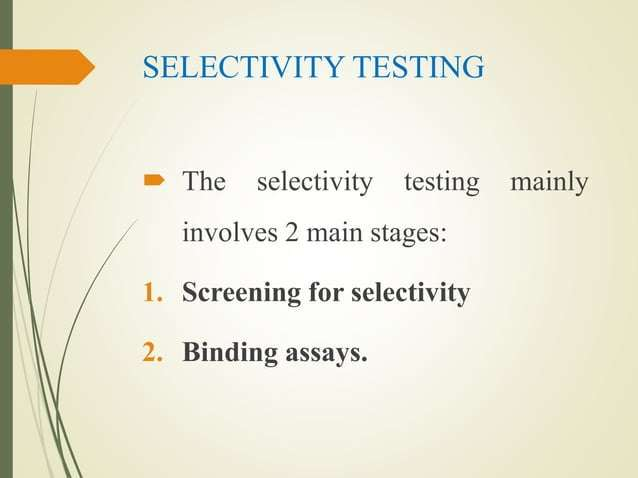 SELECTIVITY TESTING
The selectivity testing mainly
involves 2 main stages:
1. Screening for selectivity
2. Binding assays.